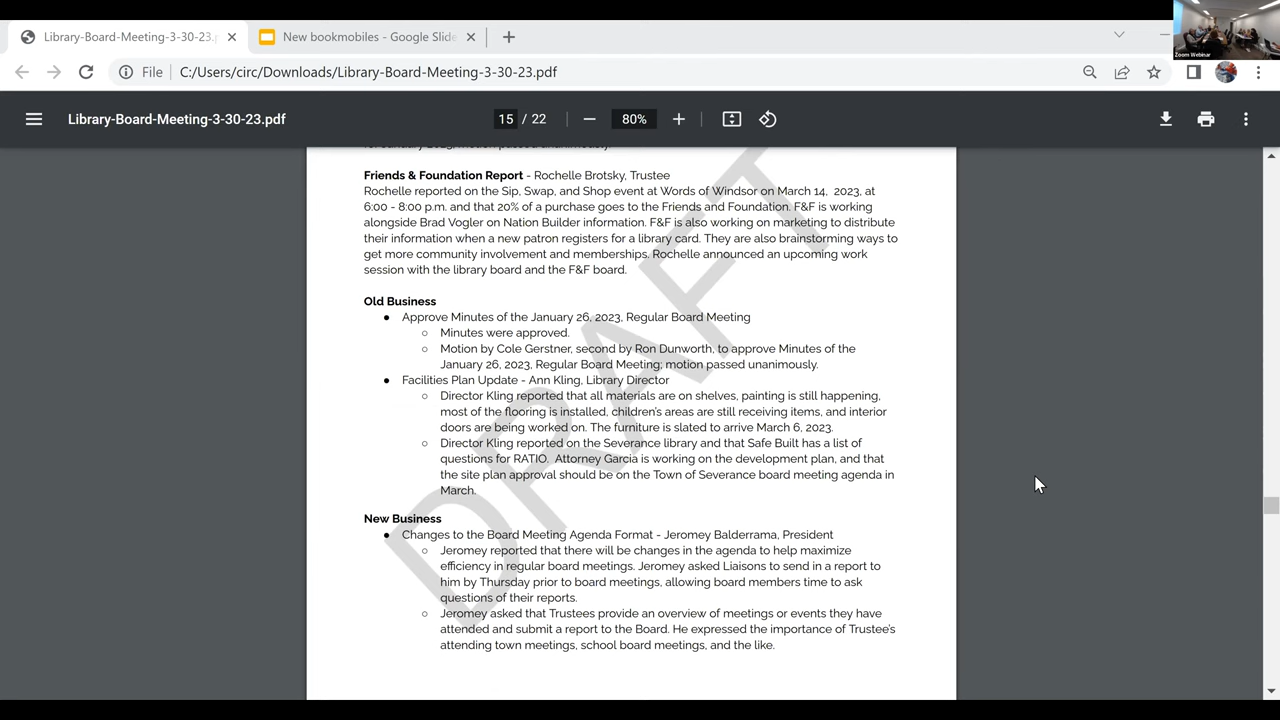 Library-Board-Meeting-3-30-23.p
New bookmobiles - Google Slide
Zoom Webinar
File
C:/Users/circ/Downloads/Library-Board-Meeting-3-30-23.pdf
Library-Board-Meeting-3-30-23.pdf
15 / 22
80%
Friends & Foundation Report - Rochelle Brotsky, Trustee
Rochelle reported on the Sip, Swap, and Shop event at Words of Windsor on March 14, 2023, at
6:00 - 8:00 p.m. and that 20% of a purchase goes to the Friends and Foundation. F&F is working
alongside Brad Vogler on Nation Builder information. F&F is also working on marketing to distribute
their information when a new patron registers for a library card. They are also brainstorming ways to
get more community involvement and memberships. Rochelle announced an upcoming work
session with the library board and the F&F board.
Old Business
● Approve Minutes of the January 26, 2023, Regular Board Meeting
○ Minutes were approved.
○ Motion by Cole Gerstner, second by Ron Dunworth, to approve Minutes of the
January 26, 2023, Regular Board Meeting; motion passed unanimously.
● Facilities Plan Update - Ann Kling, Library Director
○ Director Kling reported that all materials are on shelves, painting is still happening,
most of the flooring is installed, children's areas are still receiving items, and interior
doors are being worked on. The furniture is slated to arrive March 6, 2023.
○ Director Kling reported on the Severance library and that Safe Built has a list of
questions for RATIO. Attorney Garcia is working on the development plan, and that
the site plan approval should be on the Town of Severance board meeting agenda in
March.
New Business
● Changes to the Board Meeting Agenda Format - Jeromey Balderrama, President
○ Jeromey reported that there will be changes in the agenda to help maximize
efficiency in regular board meetings. Jeromey asked Liaisons to send in a report to
him by Thursday prior to board meetings, allowing board members time to ask
questions of their reports.
○ Jeromey asked that Trustees provide an overview of meetings or events they have
attended and submit a report to the Board. He expressed the importance of Trustee's
attending town meetings, school board meetings, and the like.
DRAFT